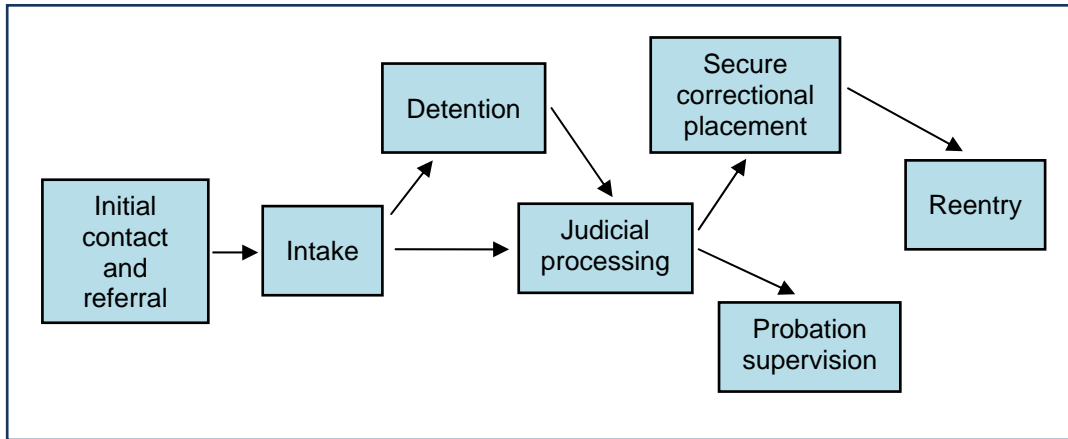 Initial
contact
and
referral
Intake
Detention
Judicial
processing
Secure
correctional
placement
Probation
supervision
Reentry